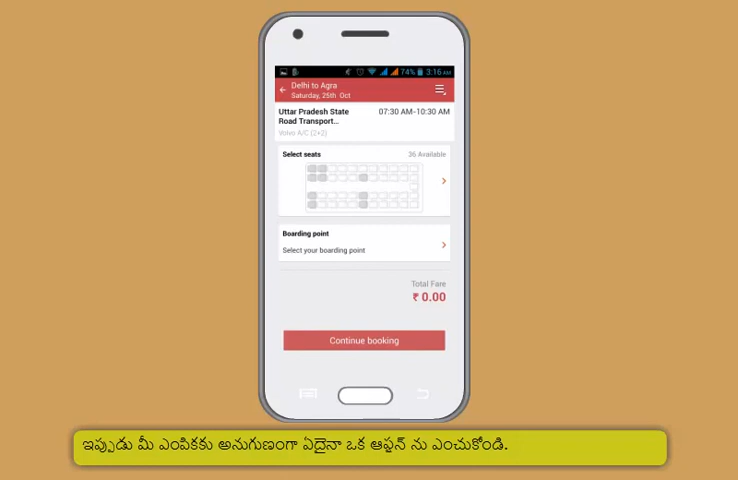 74% 3:16 AM
Delhi to Agra
Saturday, 25th Oct
Uttar Pradesh State 07:30 AM-10:30 AM
Road Transport...
Volvo A/C (2+2)
Select seats 36 Available
Boarding point
Select your boarding point
Total Fare
₹ 0.00
Continue booking
ఇప్పుడు మీ ఎంపికకు అనుగుణంగా ఏదైనా ఒక ఆప్షన్ ను ఎంచుకోండి.